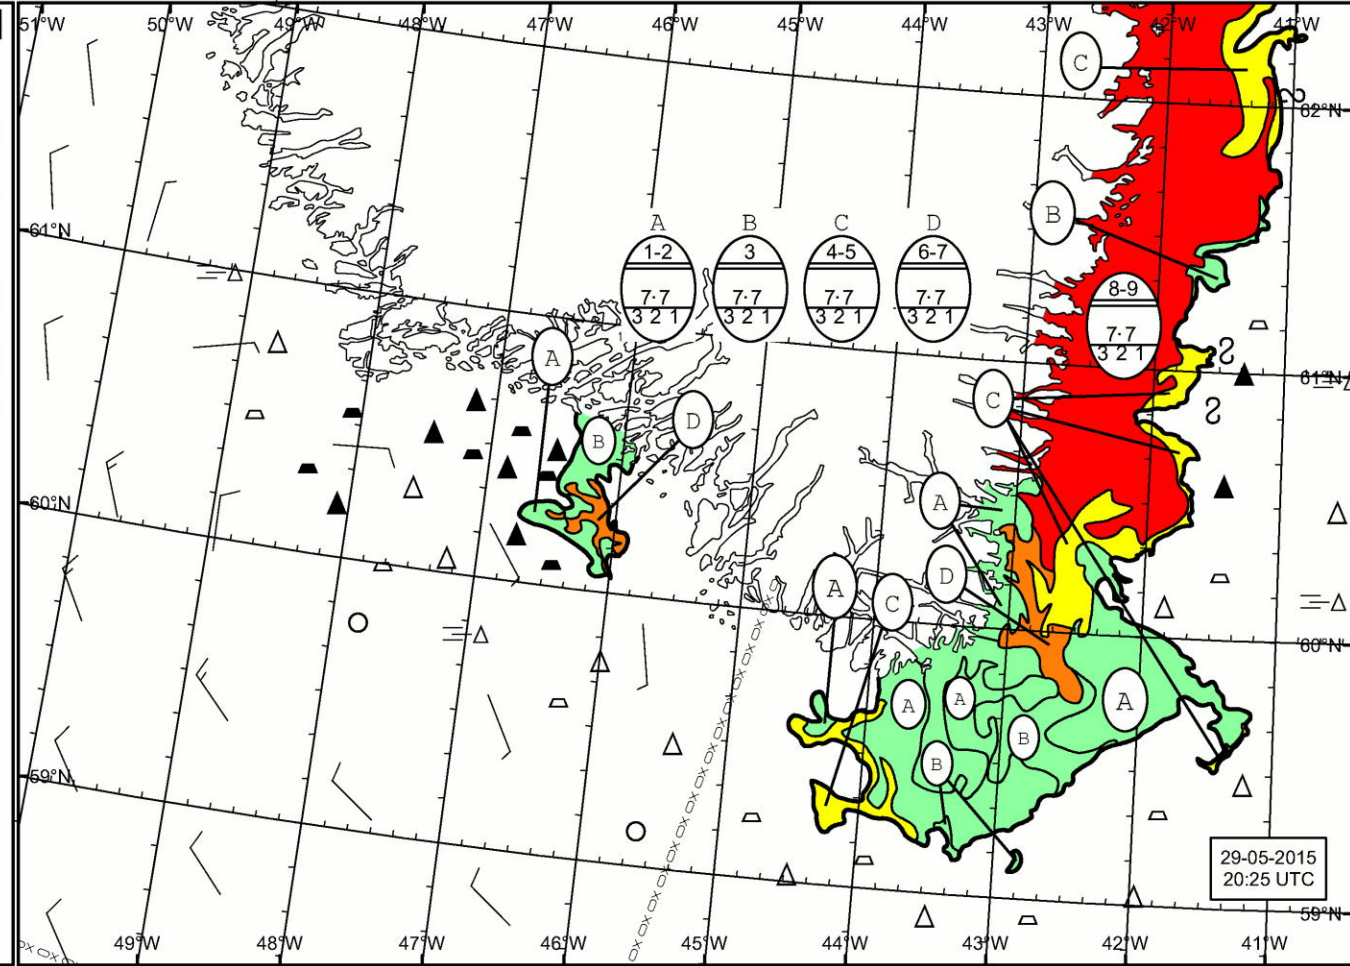 51°W 50°W 49°W 48°W 47°W 46°W 45°W 44°W 43°W 42°W 41°W
C
62°N
B
61°N
A B C D
1-2 3 4-5 6-7
7·7 7·7 7·7 7·7
3 2 1 3 2 1 3 2 1 3 2 1
8-9
7·7
3 2 1
A
61°N
C
D
B
60°N
A
D
A
C
60°N
A
A
A
B
B
59°N
29-05-2015
20:25 UTC
59°N
49°W 48°W 47°W 46°W 45°W 44°W 43°W 42°W 41°W